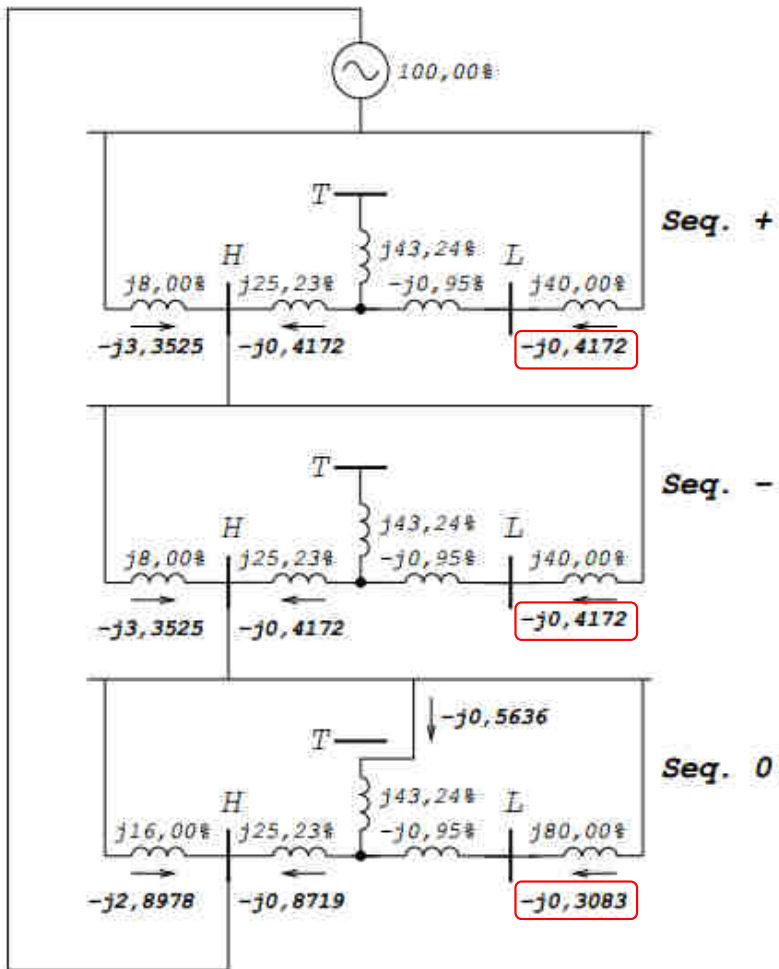 100,00%
T
Seq. +
j43,24%
H
L
j8,00%
j25,23%
-j0,95%
j40,00%
-j3,3525
-j0,4172
-j0,4172
T
Seq. -
j43,24%
H
L
j8,00%
j25,23%
-j0,95%
j40,00%
-j3,3525
-j0,4172
-j0,4172
-j0,5636
T
Seq. 0
j43,24%
H
L
j16,00%
j25,23%
-j0,95%
j80,00%
-j2,8978
-j0,8719
-j0,3083